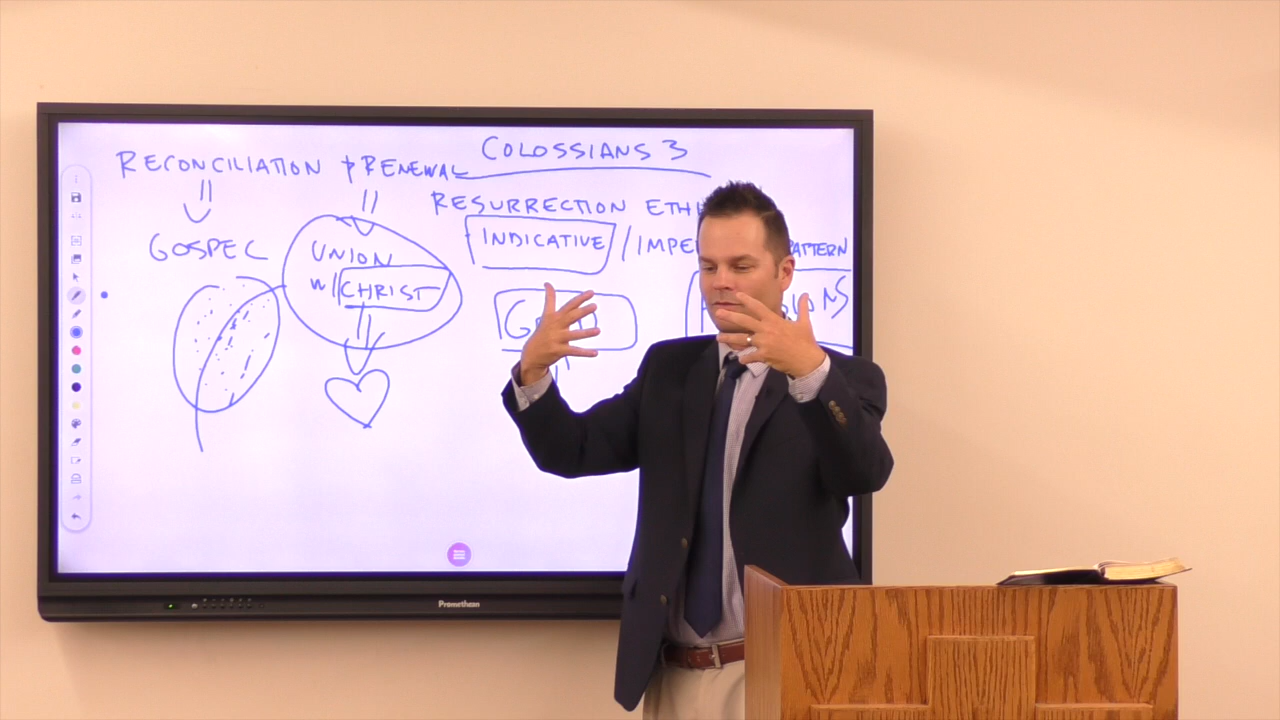 COLOSSIANS 3
RECONCILIATION & RENEWAL
RESURRECTION
GOSPEL
UNION
INDICATIVE /
PATTERN
w/ CHRIST
Promethean